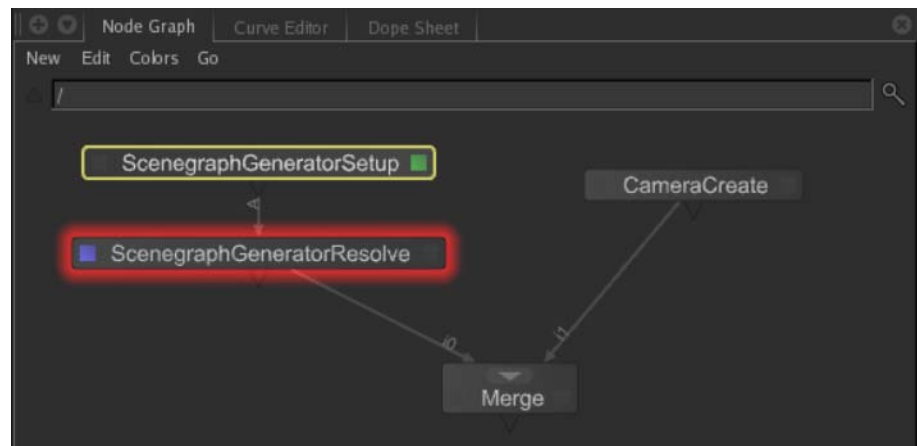 Node Graph Curve Editor Dope Sheet
New Edit Colors Go
/
ScenegraphGeneratorSetup
CameraCreate
A
ScenegraphGeneratorResolve
i0
i1
Merge